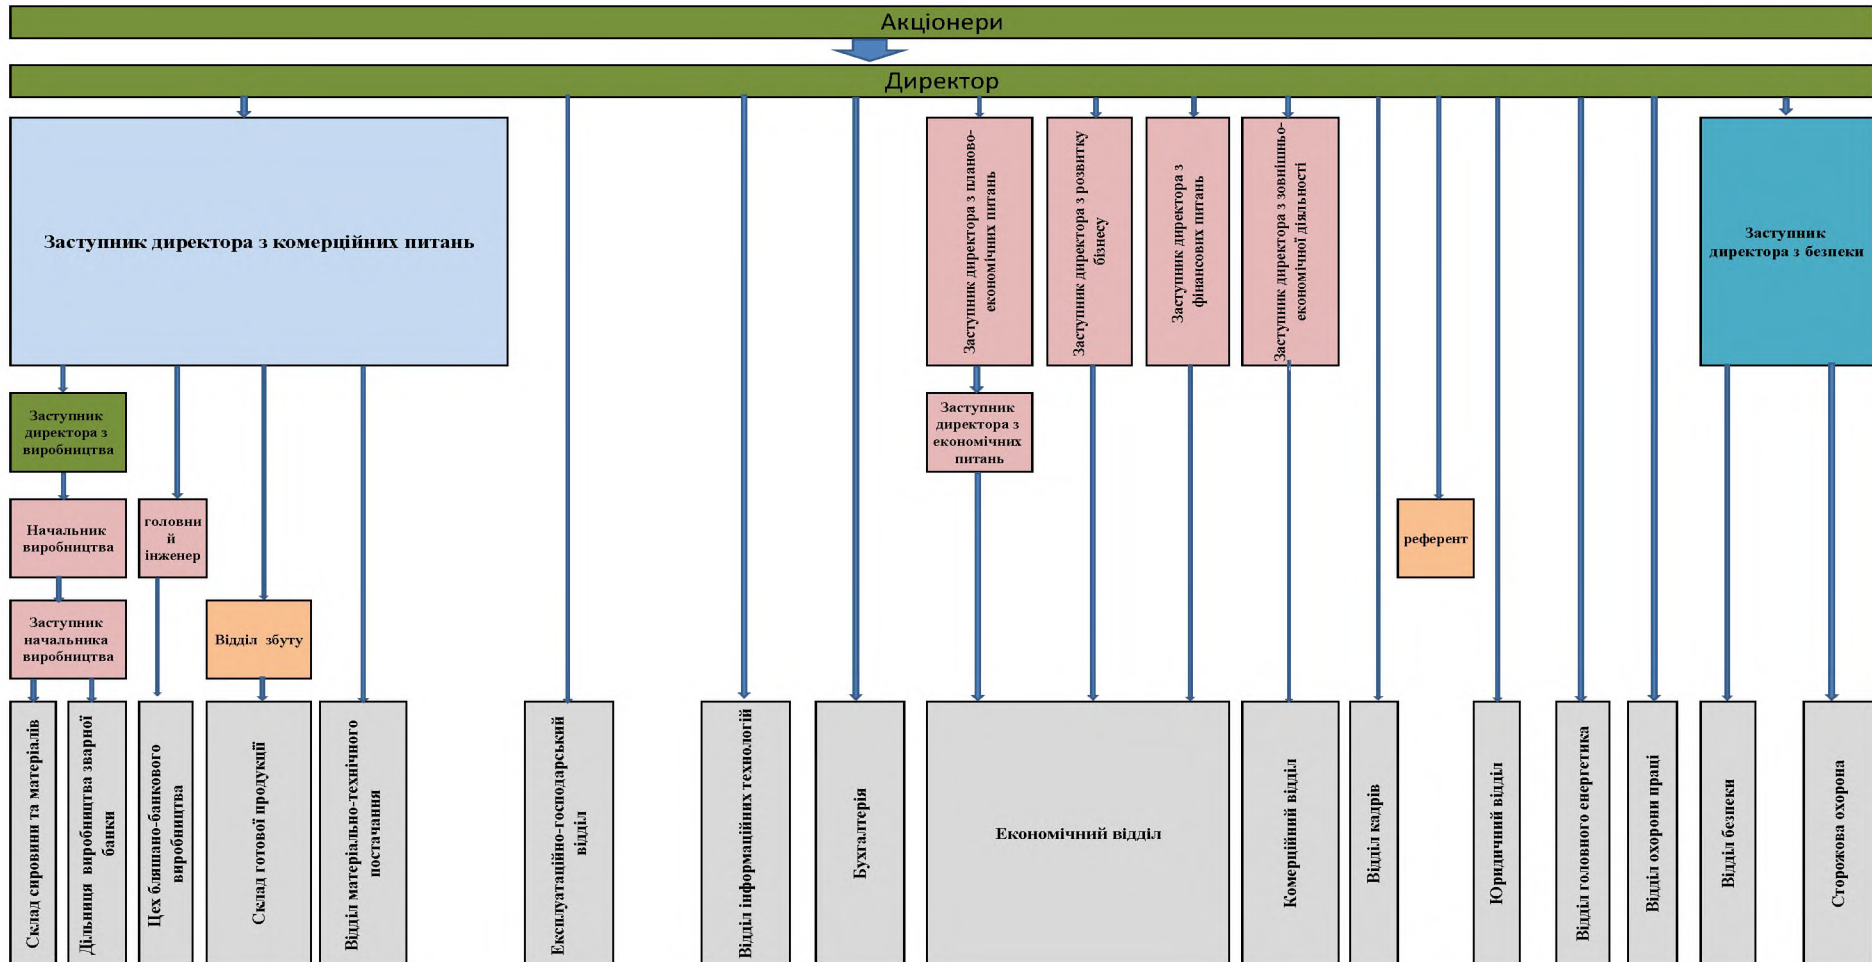 Акціонери
Директор
Заступник директора з комерційних питань
Заступник директора з планово-
економічних питань
Заступник директора з розвитку
бізнесу
Заступник директора з
фінансових питань
Заступник директора з зовнішньо-
економічної діяльності
Заступник
директора з безпеки
Заступник
директора з
виробництва
Заступник
директора з
економічних
питань
Начальник
виробництва
головни
й
інженер
референт
Заступник
начальника
виробництва
Відділ збуту
Склад сировини та матеріалів
Дільниця виробництва зварної
банки
Цех бляшано-банкового
виробництва
Склад готової продукції
Відділ матеріально-технічного
постачання
Експлуатаційно-господарський
відділ
Відділ інформаційних технологій
Бухгалтерія
Економічний відділ
Комерційний відділ
Відділ кадрів
Юридичний відділ
Відділ головного енергетика
Відділ охорони праці
Відділ безпеки
Сторожова охорона